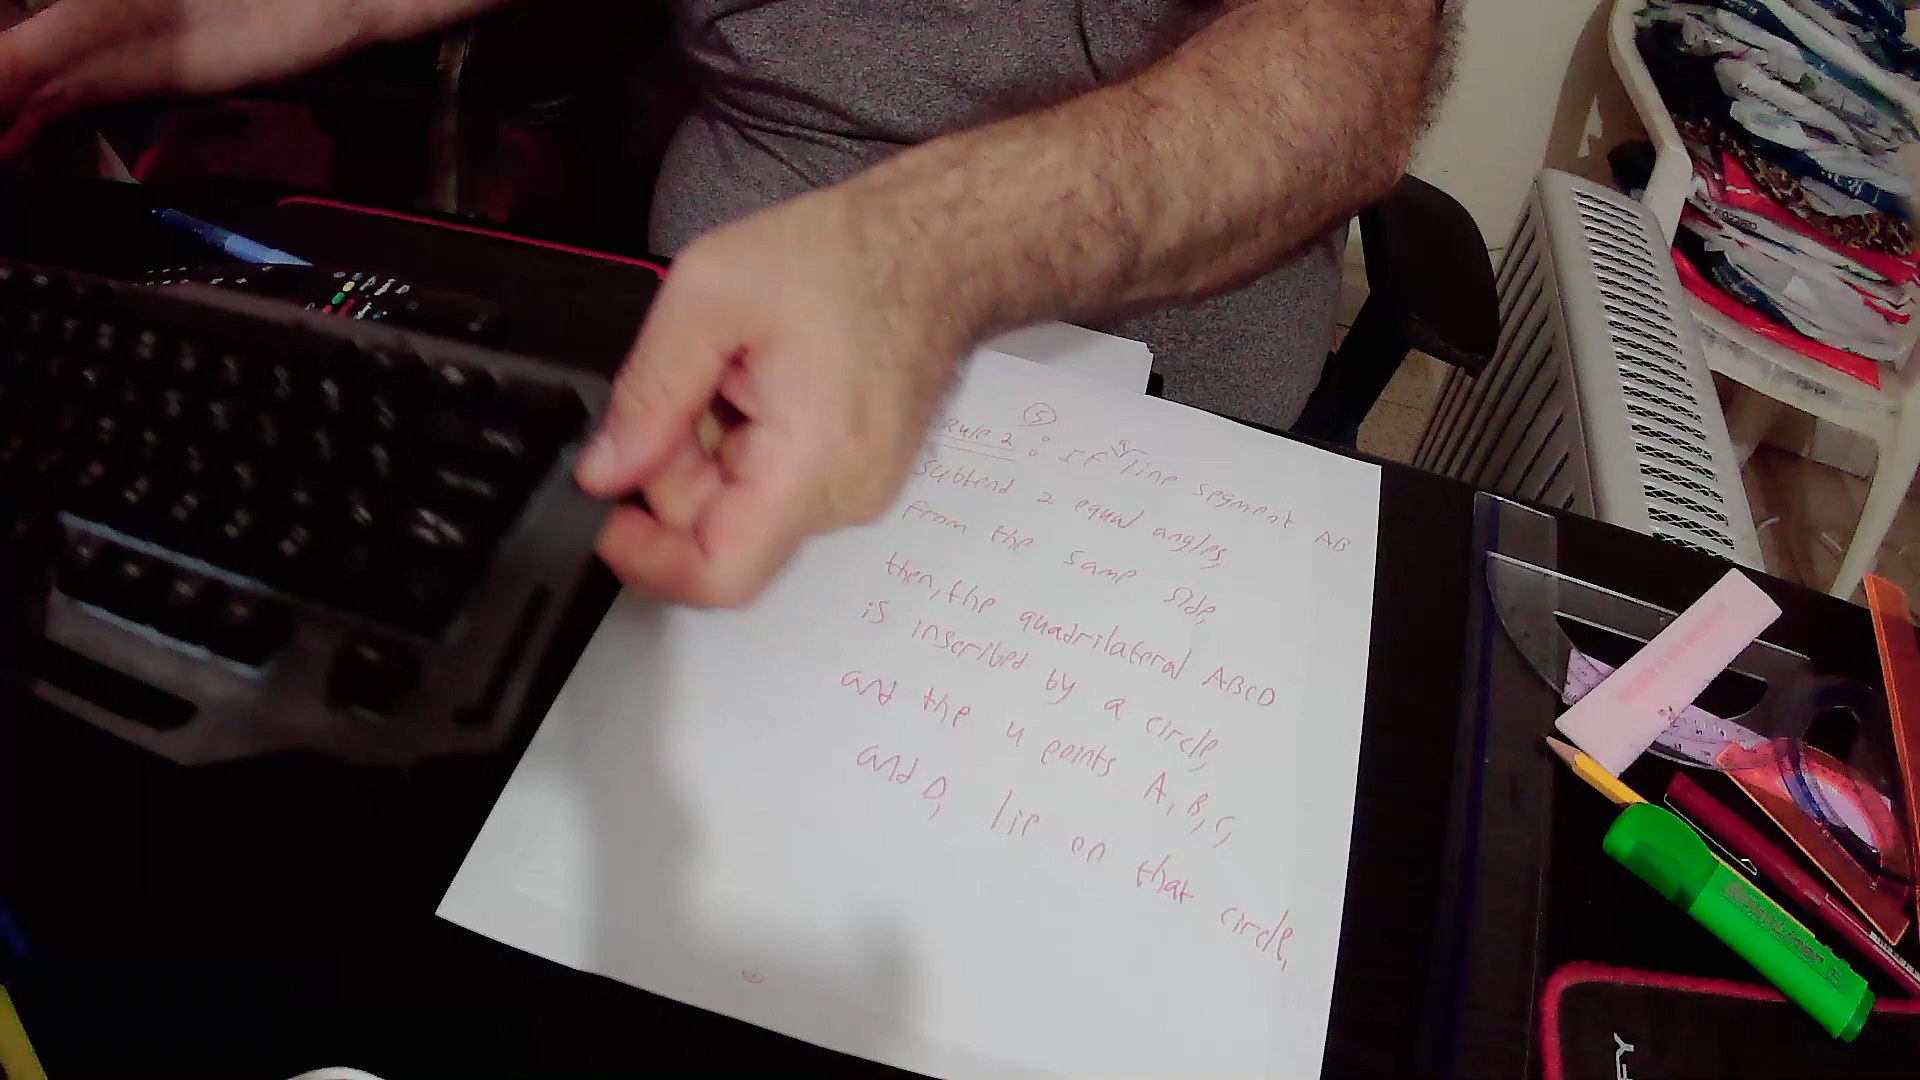 5
Rule 2 : If a line segment AB
subtend 2 equal angles,
from the same side,
then, the quadrilateral ABCD
is inscribed by a circle,
and the 4 points A, B, C,
and D, lie on that circle,